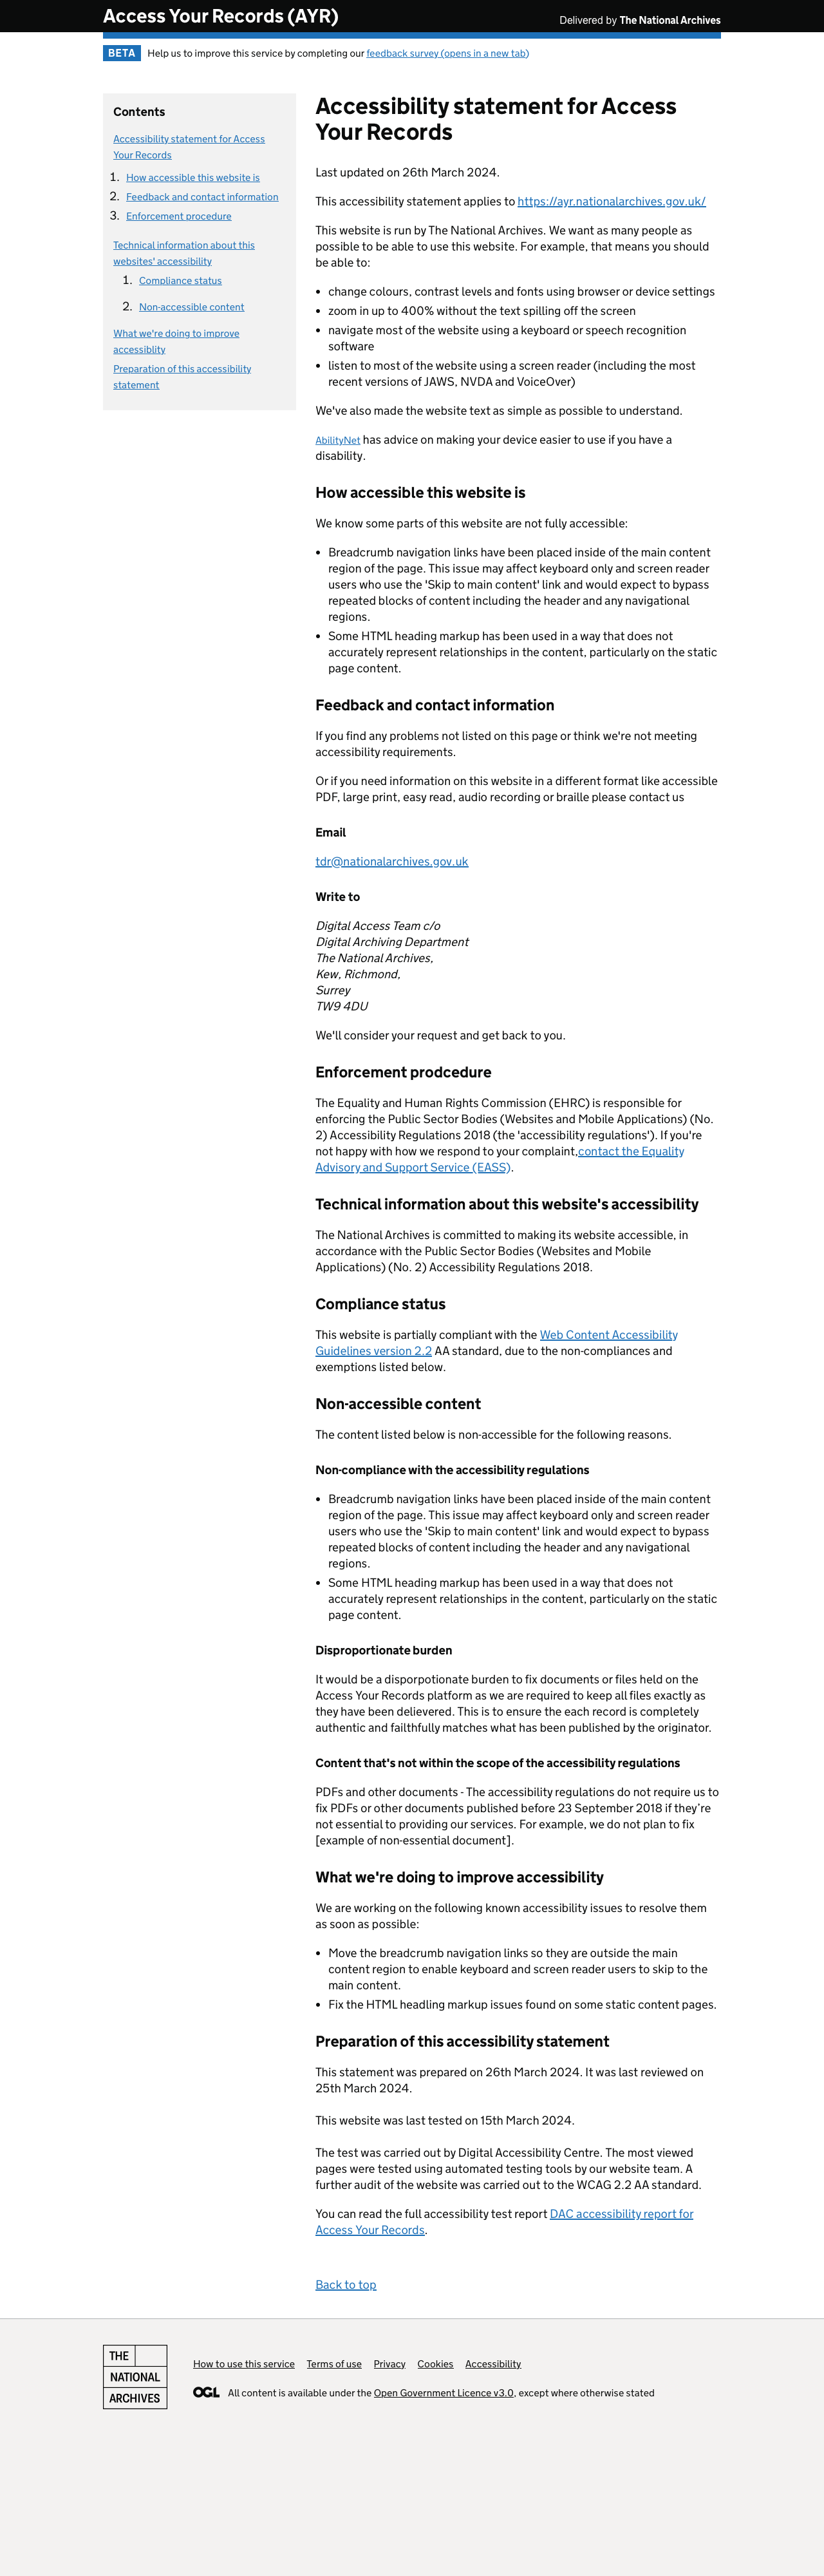 Access Your Records (AYR)
Delivered by The National Archives
BETA Help us to improve this service by completing our feedback survey (opens in a new tab)
Contents
Accessibility statement for Access
Your Records
1. How accessible this website is
2. Feedback and contact information
3. Enforcement procedure
Technical information about this
websites' accessibility
1. Compliance status
2. Non-accessible content
What we're doing to improve
accessiblity
Preparation of this accessibility
statement
Accessibility statement for Access
Your Records
Last updated on 26th March 2024.
This accessibility statement applies to https://ayr.nationalarchives.gov.uk/
This website is run by The National Archives. We want as many people as
possible to be able to use this website. For example, that means you should
be able to:
• change colours, contrast levels and fonts using browser or device settings
• zoom in up to 400% without the text spilling off the screen
• navigate most of the website using a keyboard or speech recognition
software
• listen to most of the website using a screen reader (including the most
recent versions of JAWS, NVDA and VoiceOver)
We've also made the website text as simple as possible to understand.
AbilityNet has advice on making your device easier to use if you have a
disability.
How accessible this website is
We know some parts of this website are not fully accessible:
• Breadcrumb navigation links have been placed inside of the main content
region of the page. This issue may affect keyboard only and screen reader
users who use the 'Skip to main content' link and would expect to bypass
repeated blocks of content including the header and any navigational
regions.
• Some HTML heading markup has been used in a way that does not
accurately represent relationships in the content, particularly on the static
page content.
Feedback and contact information
If you find any problems not listed on this page or think we're not meeting
accessibility requirements.
Or if you need information on this website in a different format like accessible
PDF, large print, easy read, audio recording or braille please contact us
Email
tdr@nationalarchives.gov.uk
Write to
Digital Access Team c/o
Digital Archiving Department
The National Archives,
Kew, Richmond,
Surrey
TW9 4DU
We'll consider your request and get back to you.
Enforcement prodcedure
The Equality and Human Rights Commission (EHRC) is responsible for
enforcing the Public Sector Bodies (Websites and Mobile Applications) (No.
2) Accessibility Regulations 2018 (the 'accessibility regulations'). If you're
not happy with how we respond to your complaint,contact the Equality
Advisory and Support Service (EASS).
Technical information about this website's accessibility
The National Archives is committed to making its website accessible, in
accordance with the Public Sector Bodies (Websites and Mobile
Applications) (No. 2) Accessibility Regulations 2018.
Compliance status
This website is partially compliant with the Web Content Accessibility
Guidelines version 2.2 AA standard, due to the non-compliances and
exemptions listed below.
Non-accessible content
The content listed below is non-accessible for the following reasons.
Non-compliance with the accessibility regulations
• Breadcrumb navigation links have been placed inside of the main content
region of the page. This issue may affect keyboard only and screen reader
users who use the 'Skip to main content' link and would expect to bypass
repeated blocks of content including the header and any navigational
regions.
• Some HTML heading markup has been used in a way that does not
accurately represent relationships in the content, particularly on the static
page content.
Disproportionate burden
It would be a disporpotionate burden to fix documents or files held on the
Access Your Records platform as we are required to keep all files exactly as
they have been delievered. This is to ensure the each record is completely
authentic and failthfully matches what has been published by the originator.
Content that's not within the scope of the accessibility regulations
PDFs and other documents - The accessibility regulations do not require us to
fix PDFs or other documents published before 23 September 2018 if they're
not essential to providing our services. For example, we do not plan to fix
[example of non-essential document].
What we're doing to improve accessibility
We are working on the following known accessibility issues to resolve them
as soon as possible:
• Move the breadcrumb navigation links so they are outside the main
content region to enable keyboard and screen reader users to skip to the
main content.
• Fix the HTML headling markup issues found on some static content pages.
Preparation of this accessibility statement
This statement was prepared on 26th March 2024. It was last reviewed on
25th March 2024.
This website was last tested on 15th March 2024.
The test was carried out by Digital Accessibility Centre. The most viewed
pages were tested using automated testing tools by our website team. A
further audit of the website was carried out to the WCAG 2.2 AA standard.
You can read the full accessibility test report DAC accessibility report for
Access Your Records.
Back to top
THE
NATIONAL
ARCHIVES
How to use this service Terms of use Privacy Cookies Accessibility
OGL All content is available under the Open Government Licence v3.0, except where otherwise stated